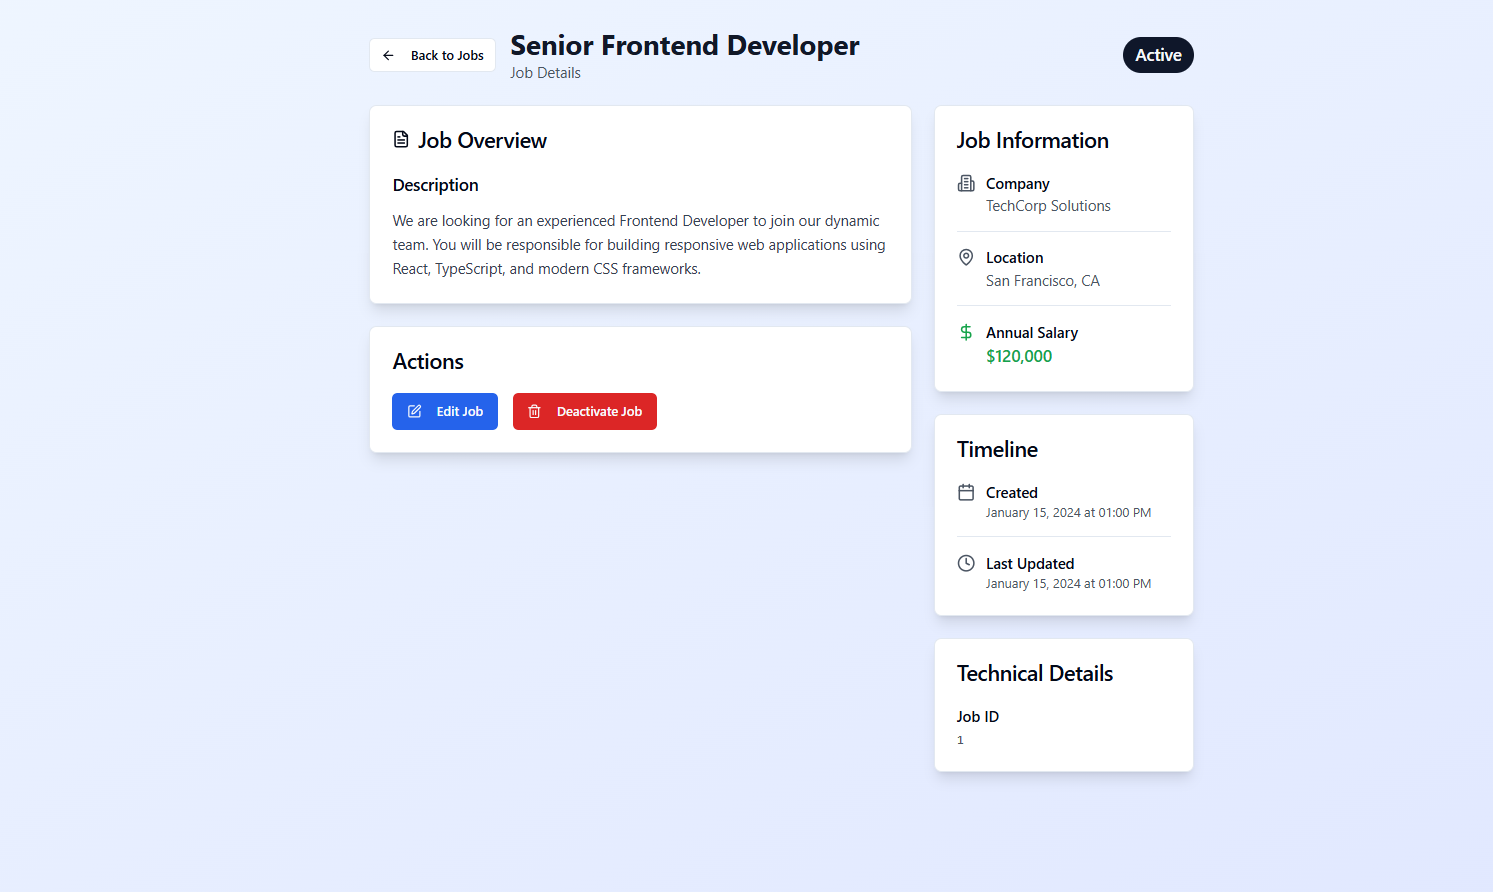 Back to Jobs
Senior Frontend Developer
Job Details
Active
Job Overview
Description
We are looking for an experienced Frontend Developer to join our dynamic
team. You will be responsible for building responsive web applications using
React, TypeScript, and modern CSS frameworks.
Actions
Edit Job
Deactivate Job
Job Information
Company
TechCorp Solutions
Location
San Francisco, CA
Annual Salary
$120,000
Timeline
Created
January 15, 2024 at 01:00 PM
Last Updated
January 15, 2024 at 01:00 PM
Technical Details
Job ID
1